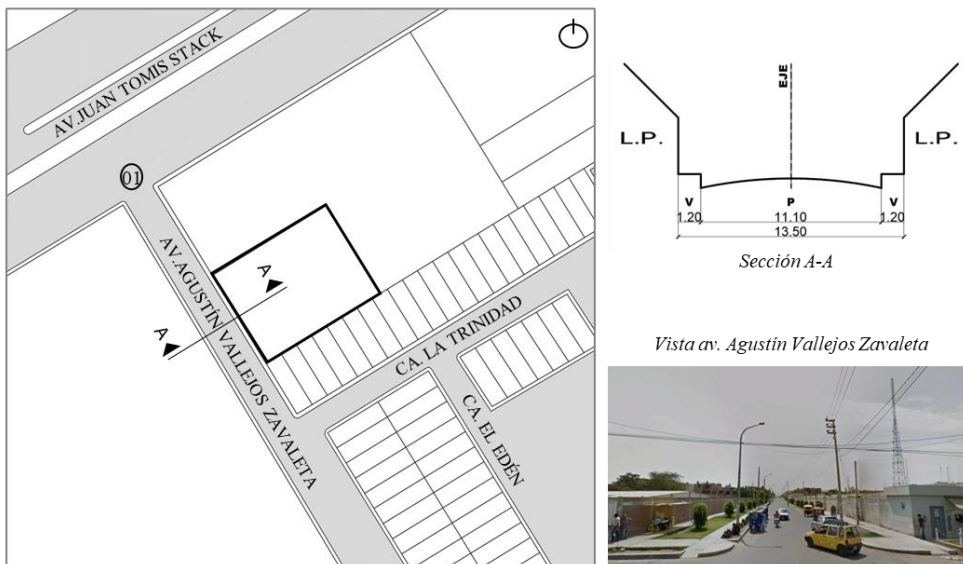 AV.JUAN TOMIS STACK
01
AV.AGUSTÍN VALLEJOS ZAVALETA
A
A
CA. LA TRINIDAD
CA. EL EDÉN
EJE
L.P.
L.P.
V
P
V
1.20
11.10
1.20
13.50
Sección A-A
Vista av. Agustín Vallejos Zavaleta